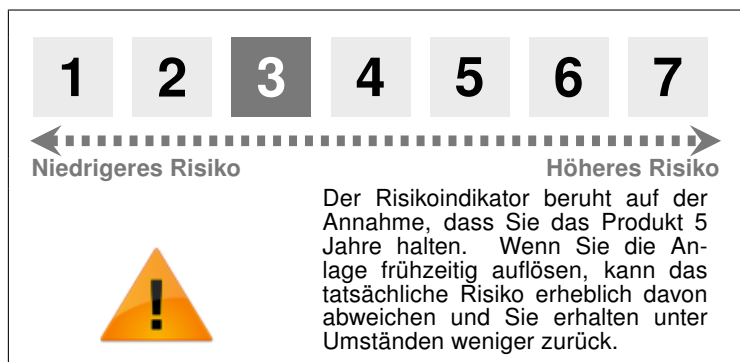 1 2 3 4 5 6 7
Niedrigeres Risiko Höheres Risiko
Der Risikoindikator beruht auf der
Annahme, dass Sie das Produkt 5
Jahre halten. Wenn Sie die An-
lage frühzeitig auflösen, kann das
tatsächliche Risiko erheblich davon
abweichen und Sie erhalten unter
Umständen weniger zurück.
!